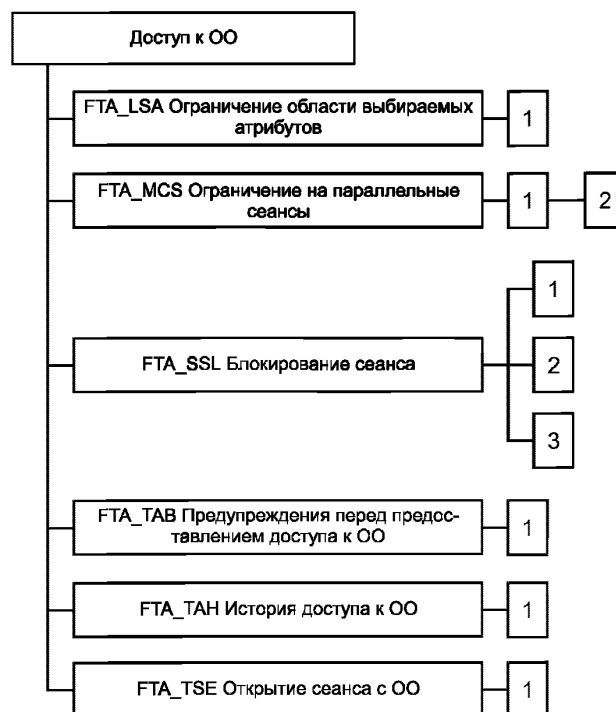 Доступ к ОО
FTA_LSA Ограничение области выбираемых
атрибутов
1
FTA_MCS Ограничение на параллельные
сеансы
1
2
FTA_SSL Блокирование сеанса
1
2
3
FTA_TAB Предупреждения перед предос-
тавлением доступа к ОО
1
FTA_TAH История доступа к ОО
1
FTA_TSE Открытие сеанса с ОО
1